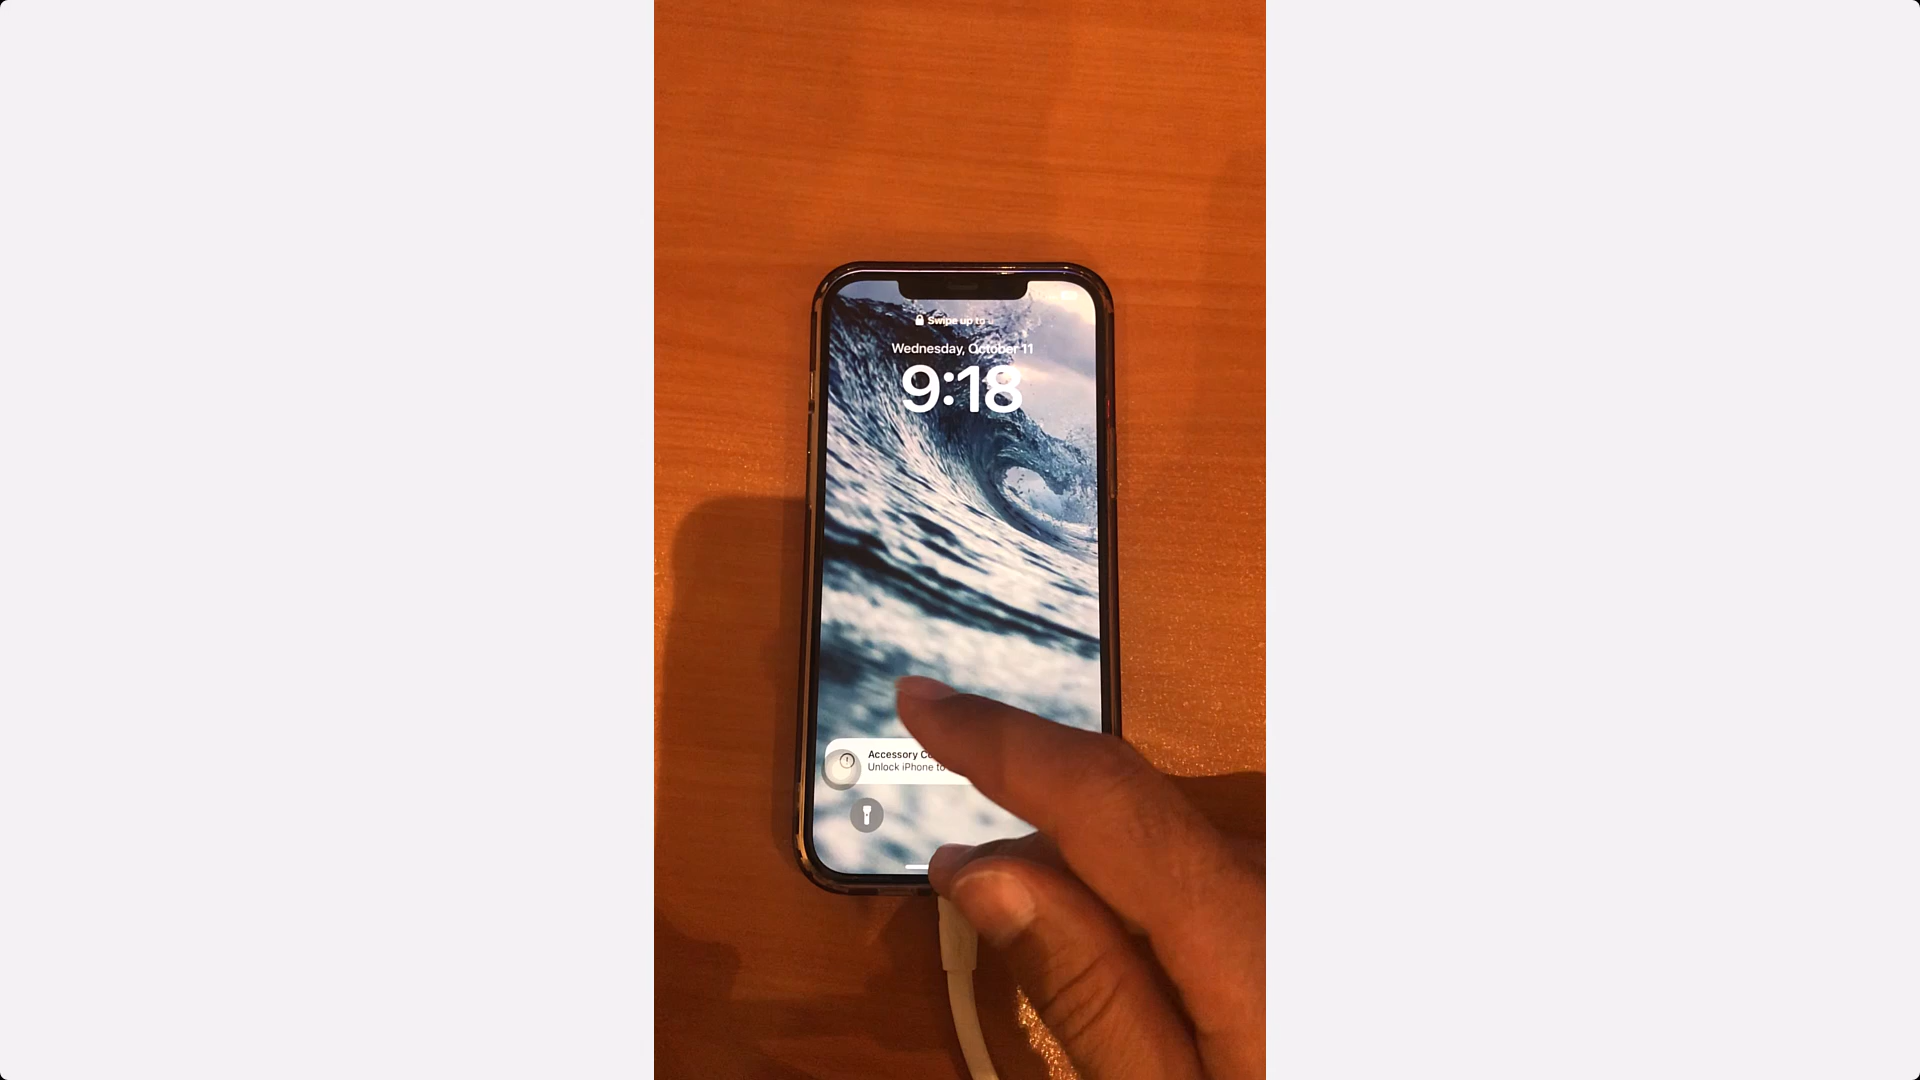 Swipe up to
Wednesday, October 11
9:18
Accessory
Unlock iPhone to